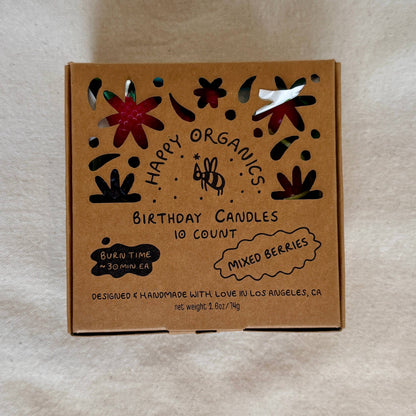 HAPPY ORGANICS
BIRTHDAY CANDLES
10 COUNT
BURN TIME
~30 MIN. EA
MIXED BERRIES
DESIGNED & HANDMADE WITH LOVE IN LOS ANGELES, CA
net weight 2.6oz/74g